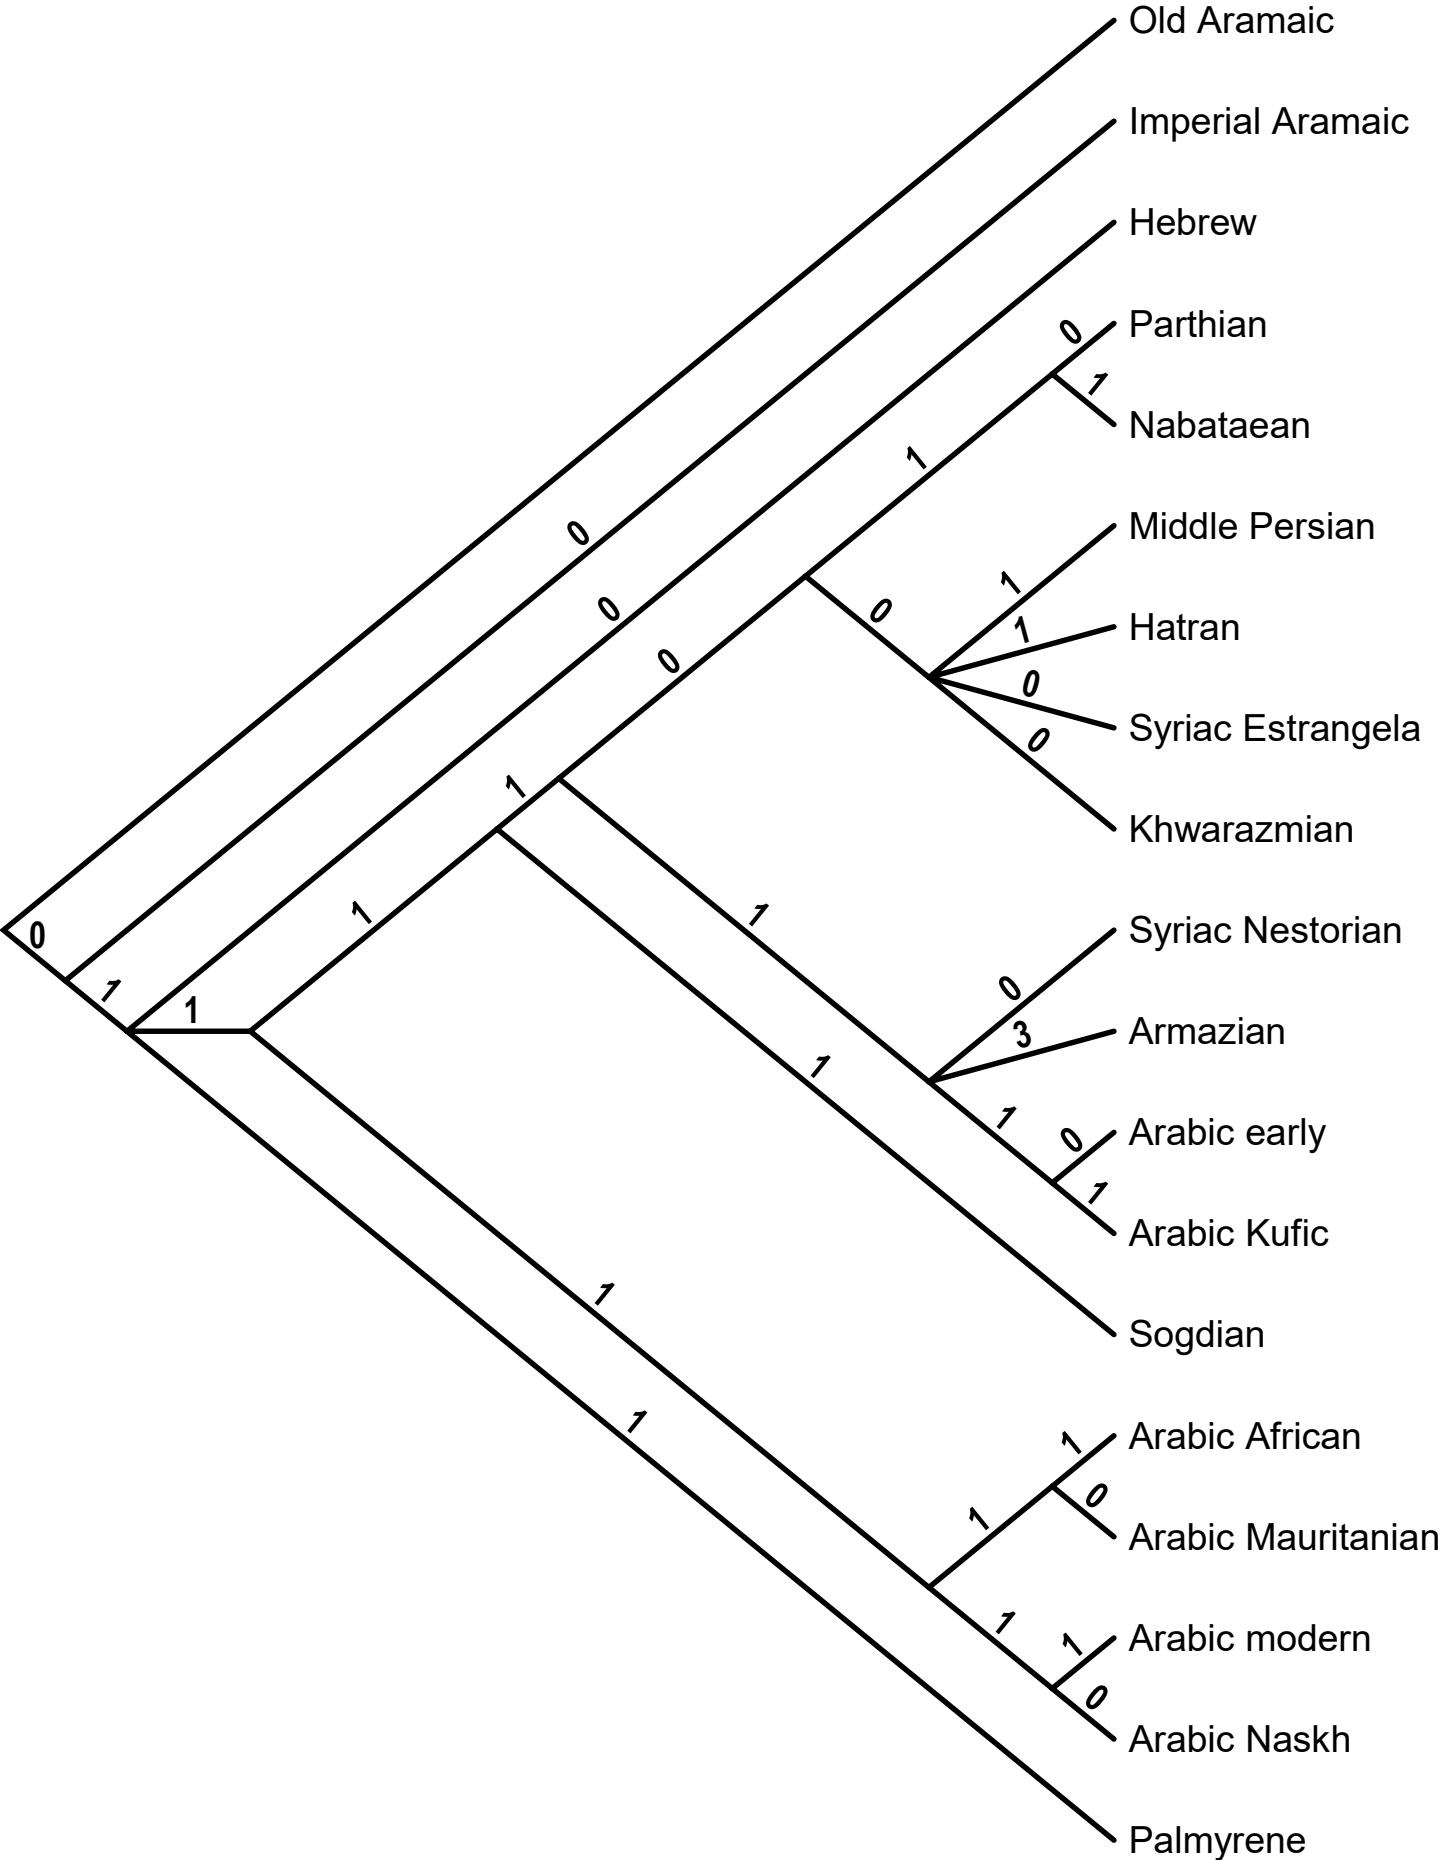 Old Aramaic
Imperial Aramaic
Hebrew
0
Parthian
1
Nabataean
1
Middle Persian
0
1
0
1
Hatran
0
0
0
Syriac Estrangela
0
1
Khwarazmian
1
1
0
Syriac Nestorian
1
0
1
3
Armazian
1
1
0
Arabic early
1
Arabic Kufic
1
Sogdian
1
1
Arabic African
0
1
Arabic Mauritanian
1
1
Arabic modern
0
Arabic Naskh
Palmyrene